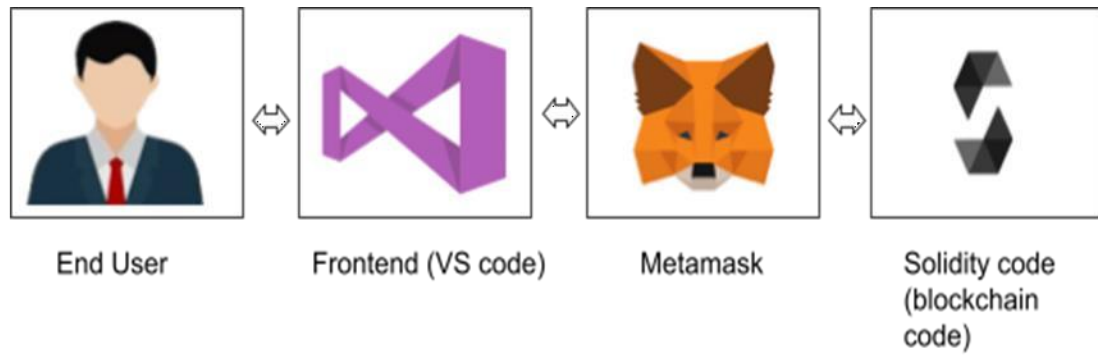 End User
Frontend (VS code)
Metamask
Solidity code
(blockchain
code)